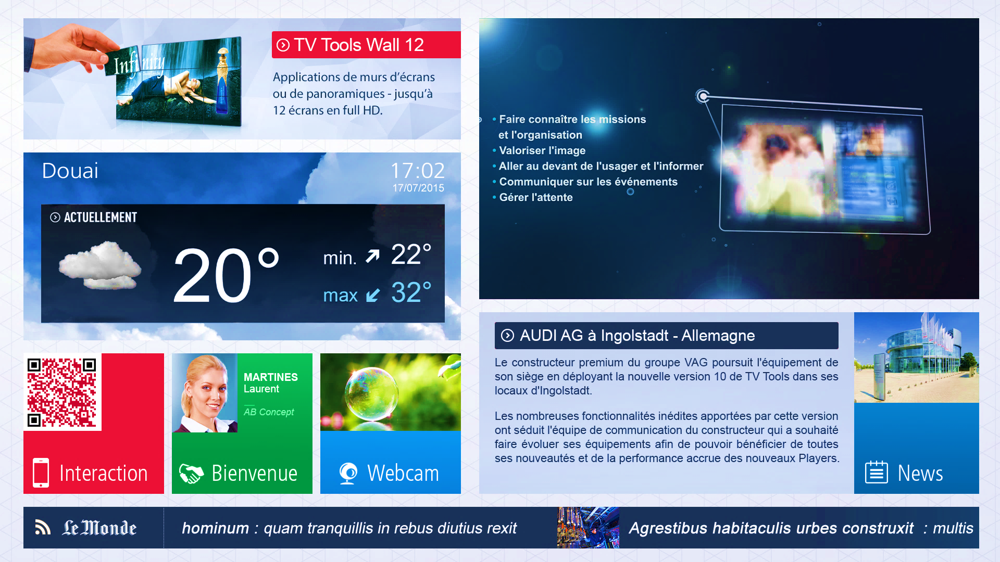 Infinity
TV Tools Wall 12
Applications de murs d'écrans
ou de panoramiques - jusqu'à
12 écrans en full HD.
Douai
17:02
17/07/2015
ACTUELLEMENT
20°
min. 22°
max 32°
MARTINES
Laurent
AB Concept
Interaction
Bienvenue
Webcam
• Faire connaître les missions
et l'organisation
• Valoriser l'image
• Aller au devant de l'usager et l'informer
• Communiquer sur les événements
• Gérer l'attente
AUDI AG à Ingolstadt - Allemagne
Le constructeur premium du groupe VAG poursuit l'équipement de
son siège en déployant la nouvelle version 10 de TV Tools dans ses
locaux d'Ingolstadt.
Les nombreuses fonctionnalités inédites apportées par cette version
ont séduit l'équipe de communication du constructeur qui a souhaité
faire évoluer ses équipements afin de pouvoir bénéficier de toutes
ses nouveautés et de la performance accrue des nouveaux Players.
News
Le Monde
hominum : quam tranquillis in rebus diutius rexit
Agrestibus habitaculis urbes construxit : multis